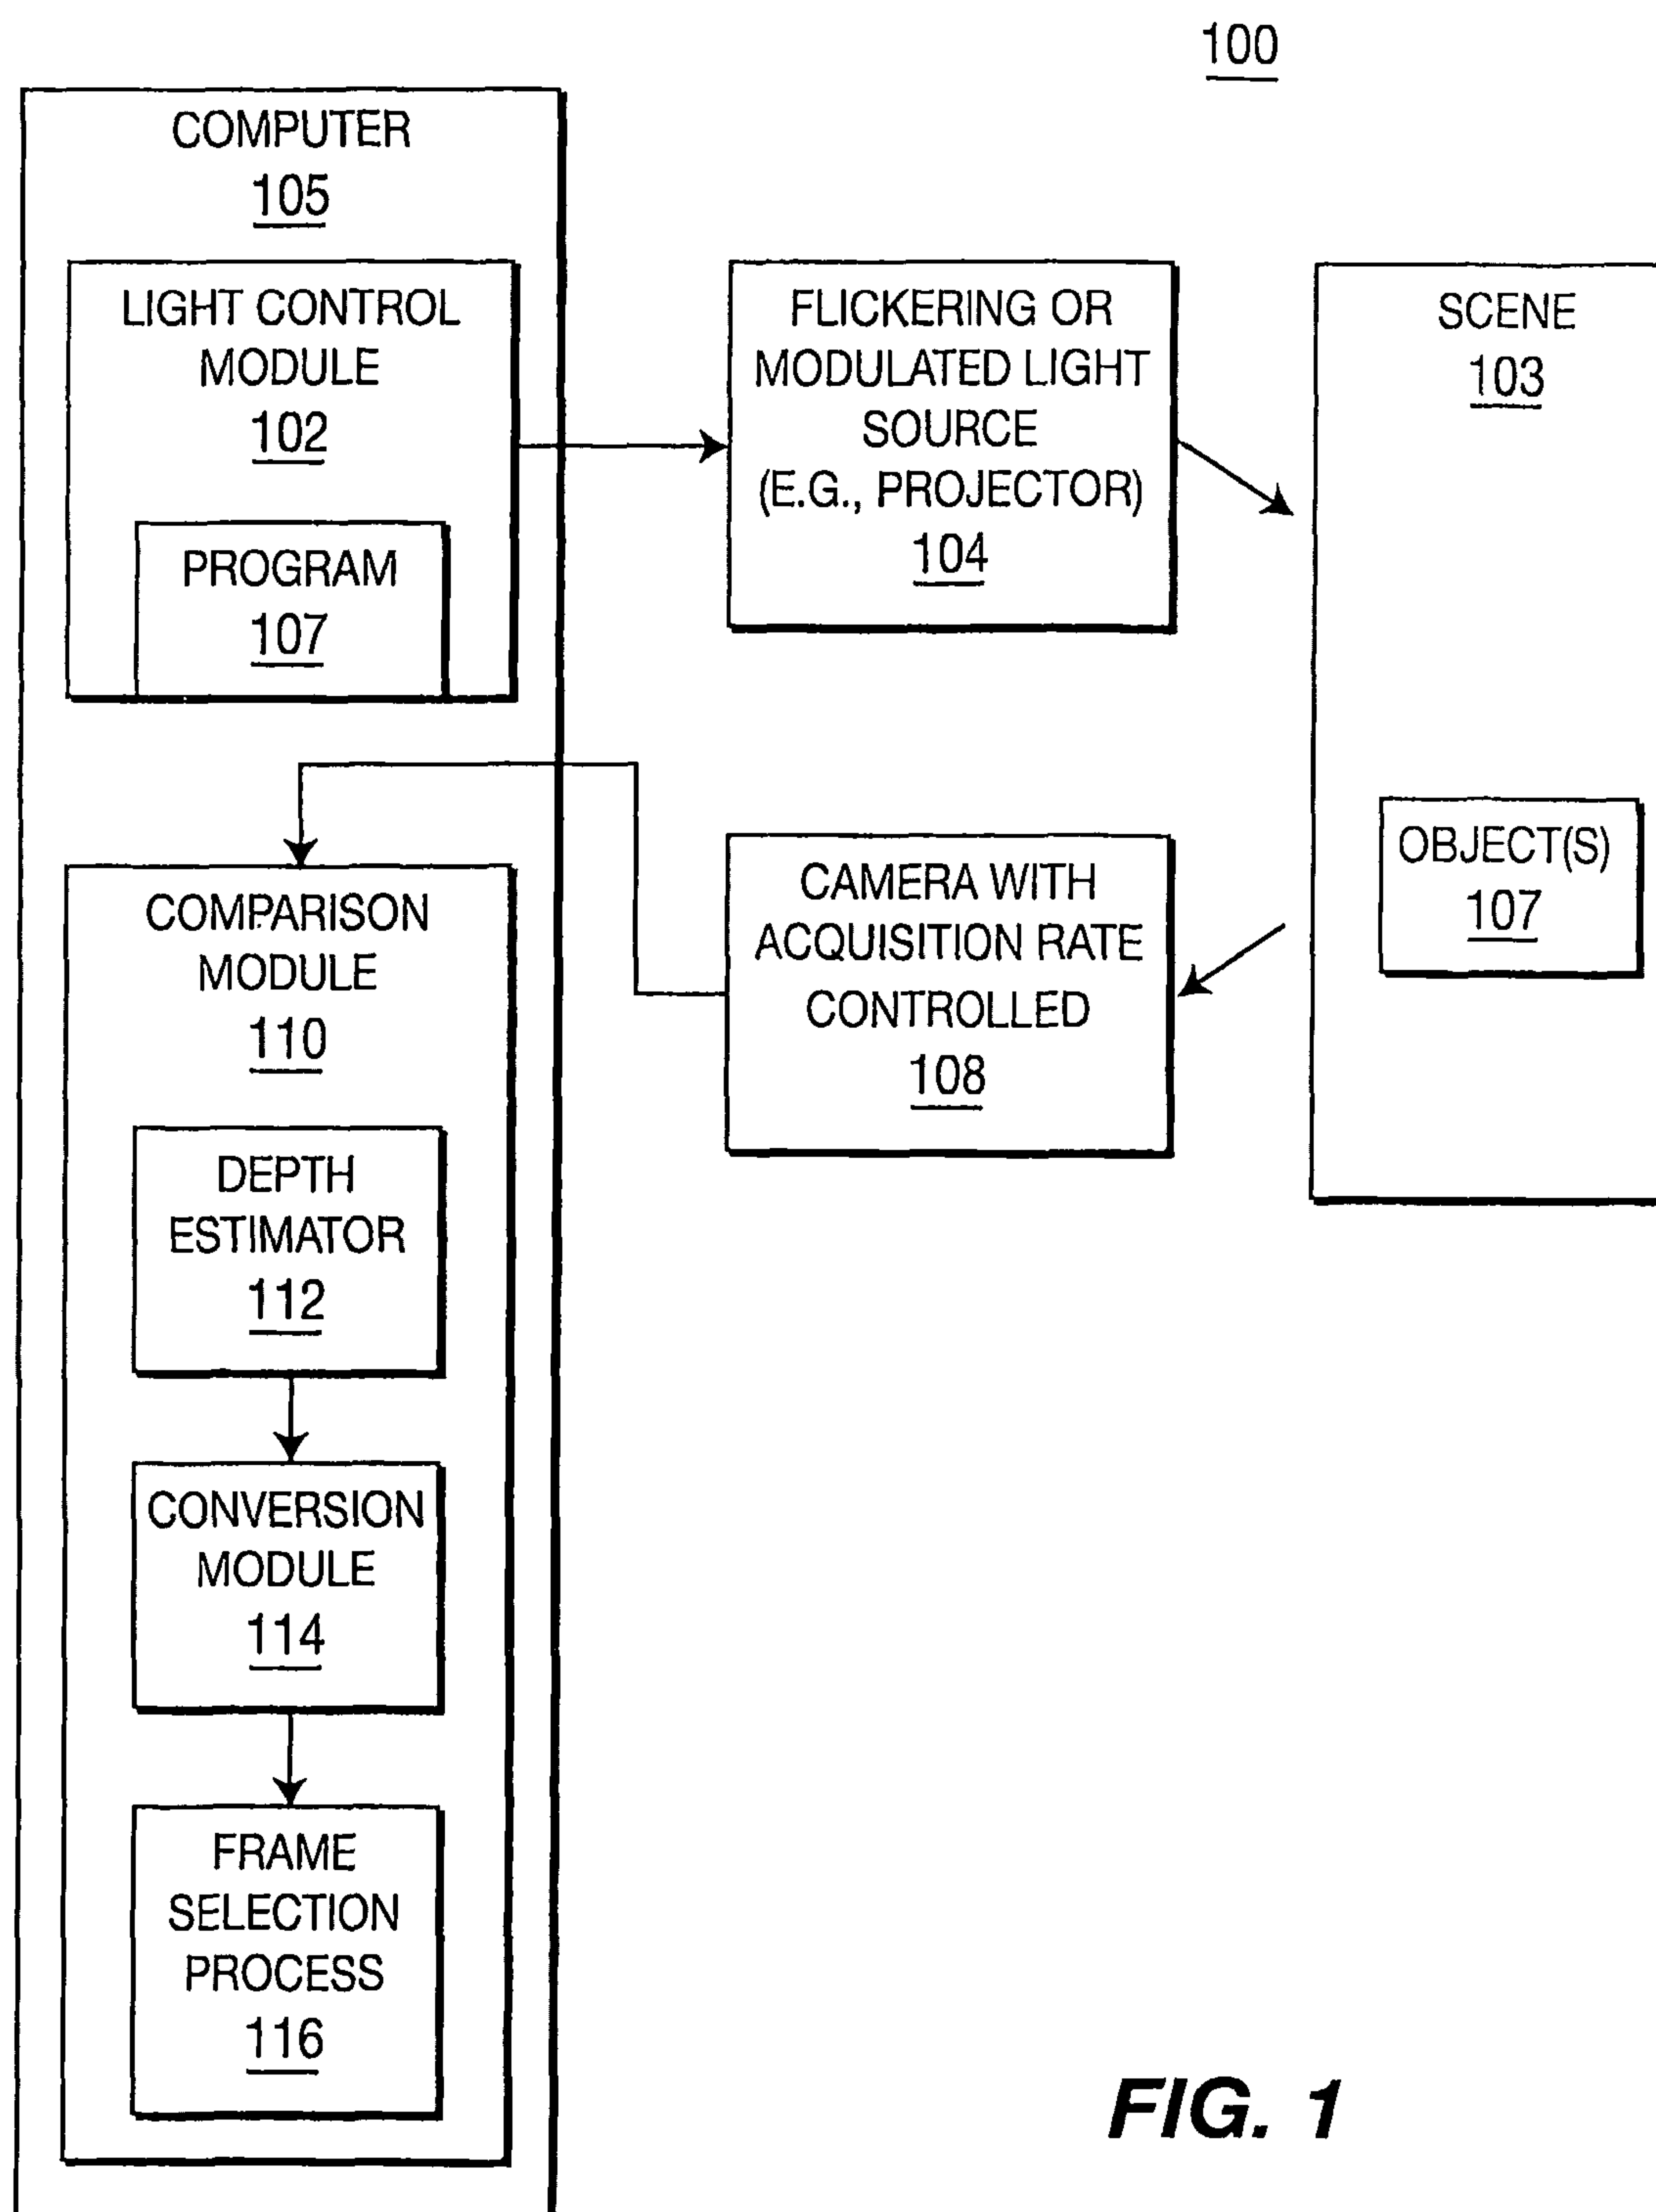 100
COMPUTER
105
LIGHT CONTROL
MODULE
102
PROGRAM
107
FLICKERING OR
MODULATED LIGHT
SOURCE
(E.G., PROJECTOR)
104
SCENE
103
OBJECT(S)
107
CAMERA WITH
ACQUISITION RATE
CONTROLLED
108
COMPARISON
MODULE
110
DEPTH
ESTIMATOR
112
CONVERSION
MODULE
114
FRAME
SELECTION
PROCESS
116
FIG. 1